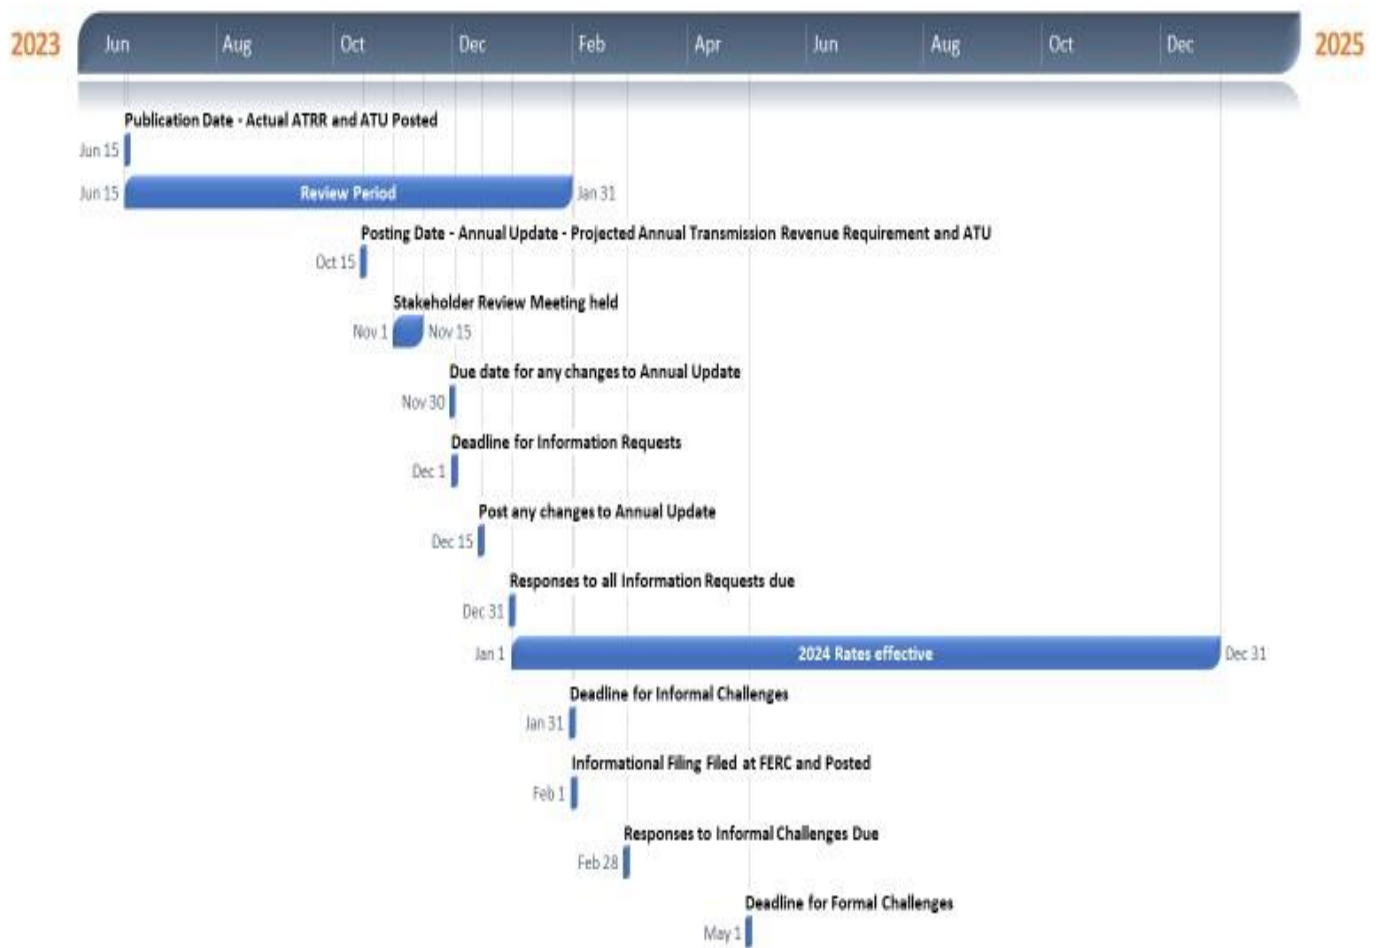 2023 Jun Aug Oct Dec Feb Apr Jun Aug Oct Dec 2025
Publication Date - Actual ATRR and ATU Posted
Jun 15
Jun 15 Review Period Jan 31
Posting Date - Annual Update - Projected Annual Transmission Revenue Requirement and ATU
Oct 15
Stakeholder Review Meeting held
Nov 1 Nov 15
Due date for any changes to Annual Update
Nov 30
Deadline for Information Requests
Dec 1
Post any changes to Annual Update
Dec 15
Responses to all Information Requests due
Dec 31
Jan 1 2024 Rates effective Dec 31
Deadline for Informal Challenges
Jan 31
Informational Filing Filed at FERC and Posted
Feb 1
Responses to Informal Challenges Due
Feb 28
Deadline for Formal Challenges
May 1